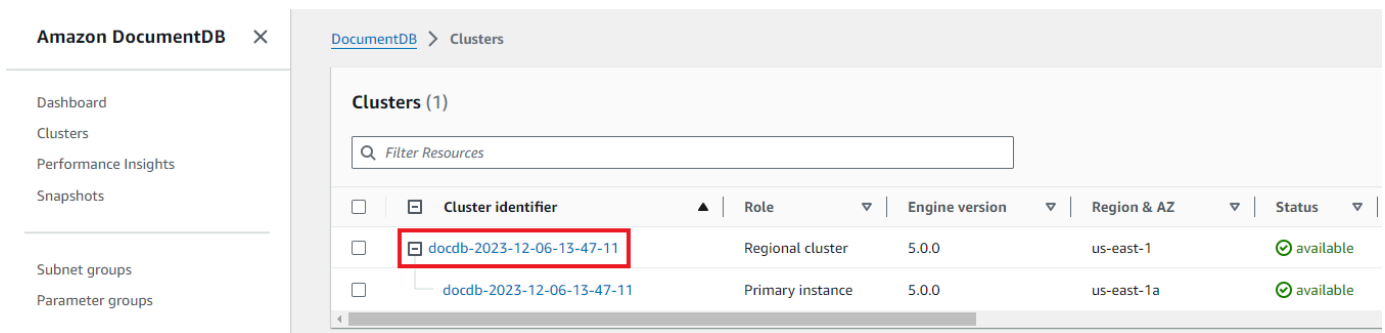 Amazon DocumentDB
Dashboard
Clusters
Performance Insights
Snapshots
Subnet groups
Parameter groups
DocumentDB > Clusters
Clusters (1)
Filter Resources
Cluster identifier Role Engine version Region & AZ Status
docdb-2023-12-06-13-47-11 Regional cluster 5.0.0 us-east-1 available
docdb-2023-12-06-13-47-11 Primary instance 5.0.0 us-east-1a available